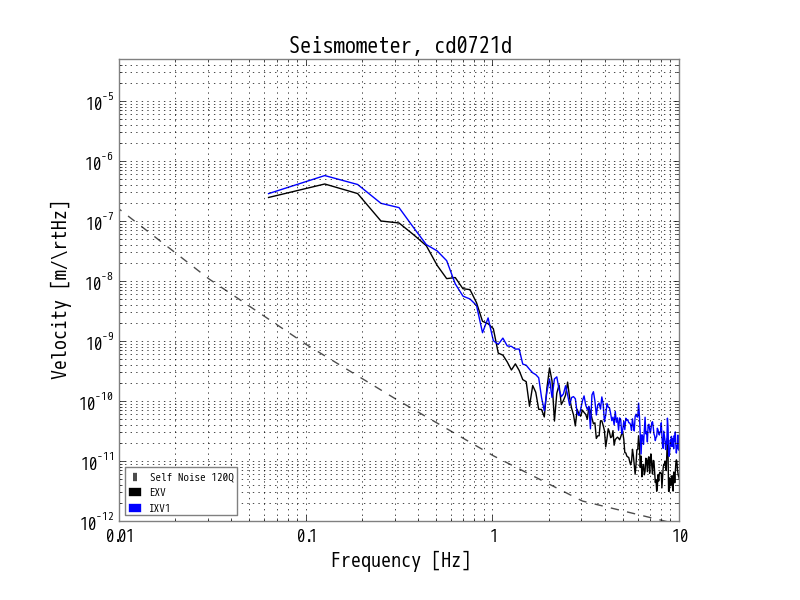 Seismometer, cd0721d
Velocity [m/\rtHz]
10^-5
10^-6
10^-7
10^-8
10^-9
10^-10
10^-11
10^-12
Self Noise 120Q
EXV
IXV1
0.01
0.1
1
10
Frequency [Hz]